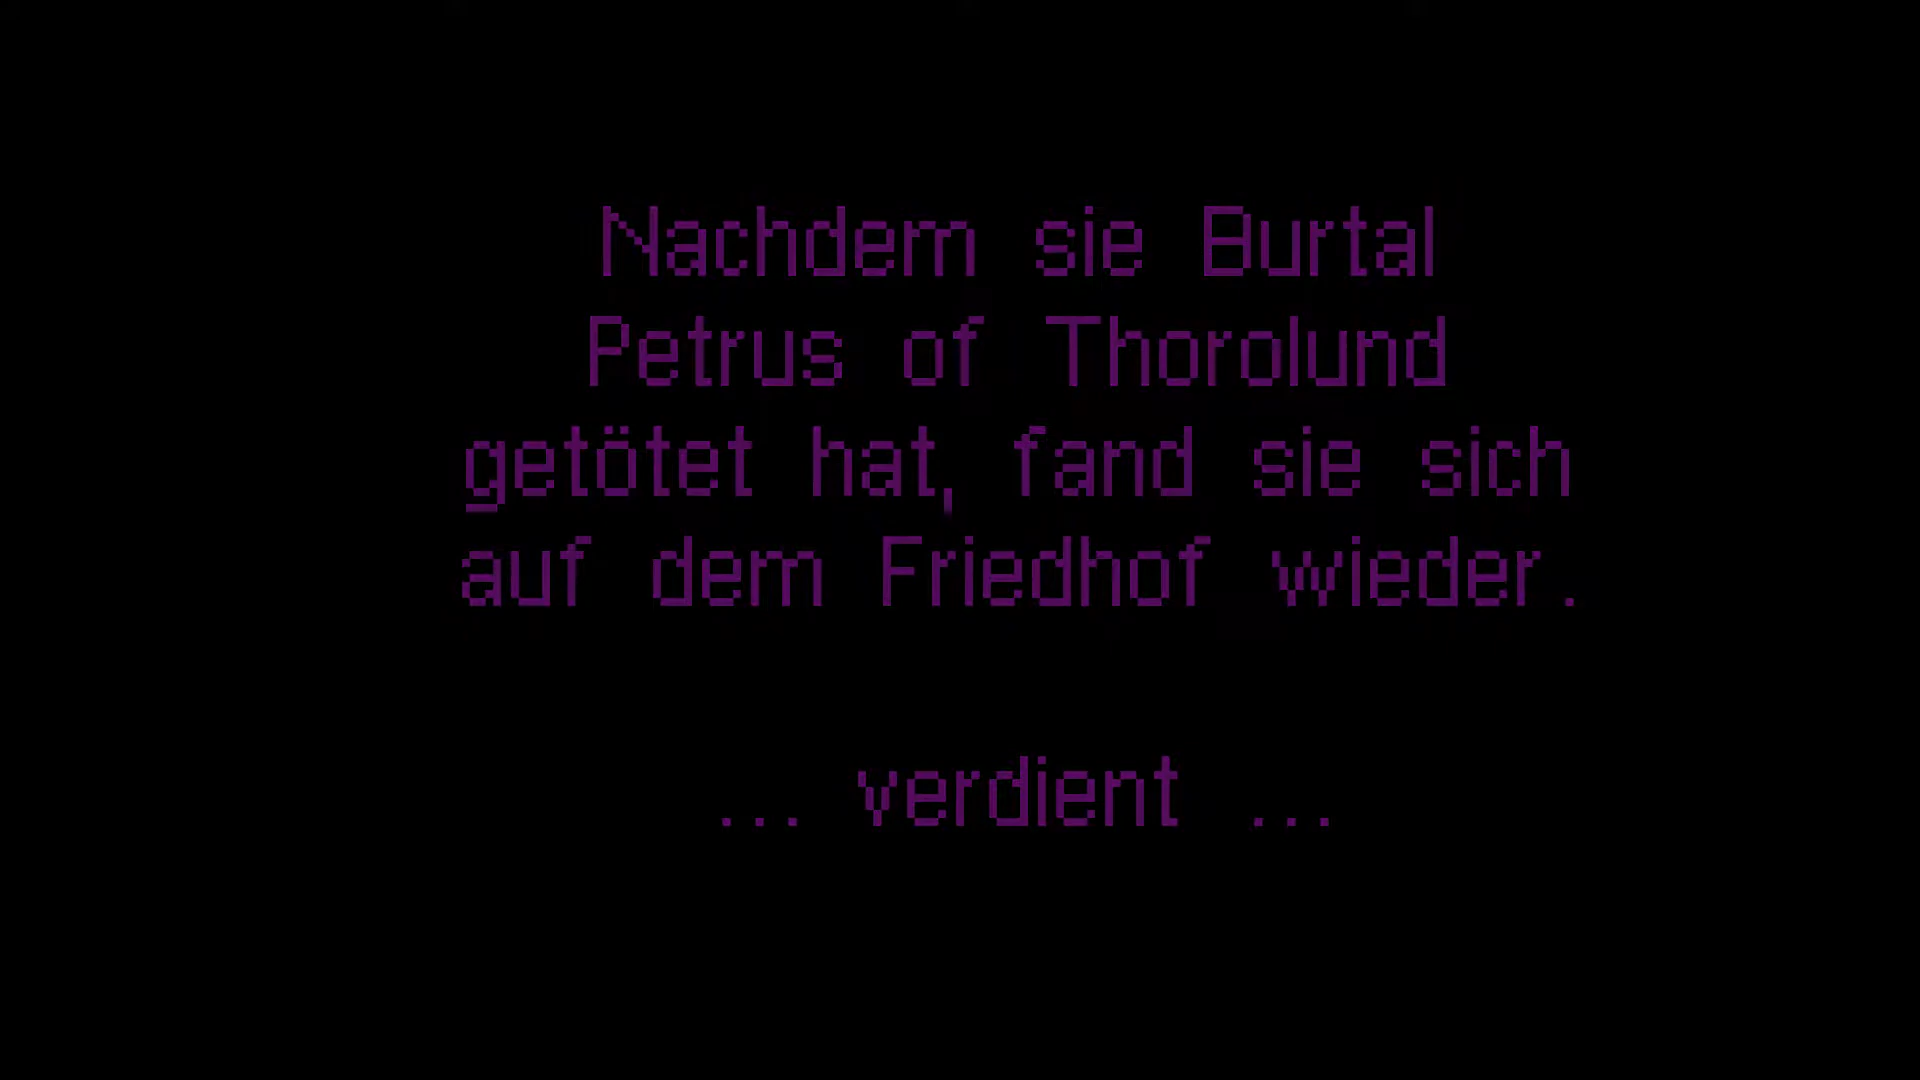 Nachdem sie Burtal
Petrus of Thorolund
getötet hat, fand sie sich
auf dem Friedhof wieder.
... verdient ...